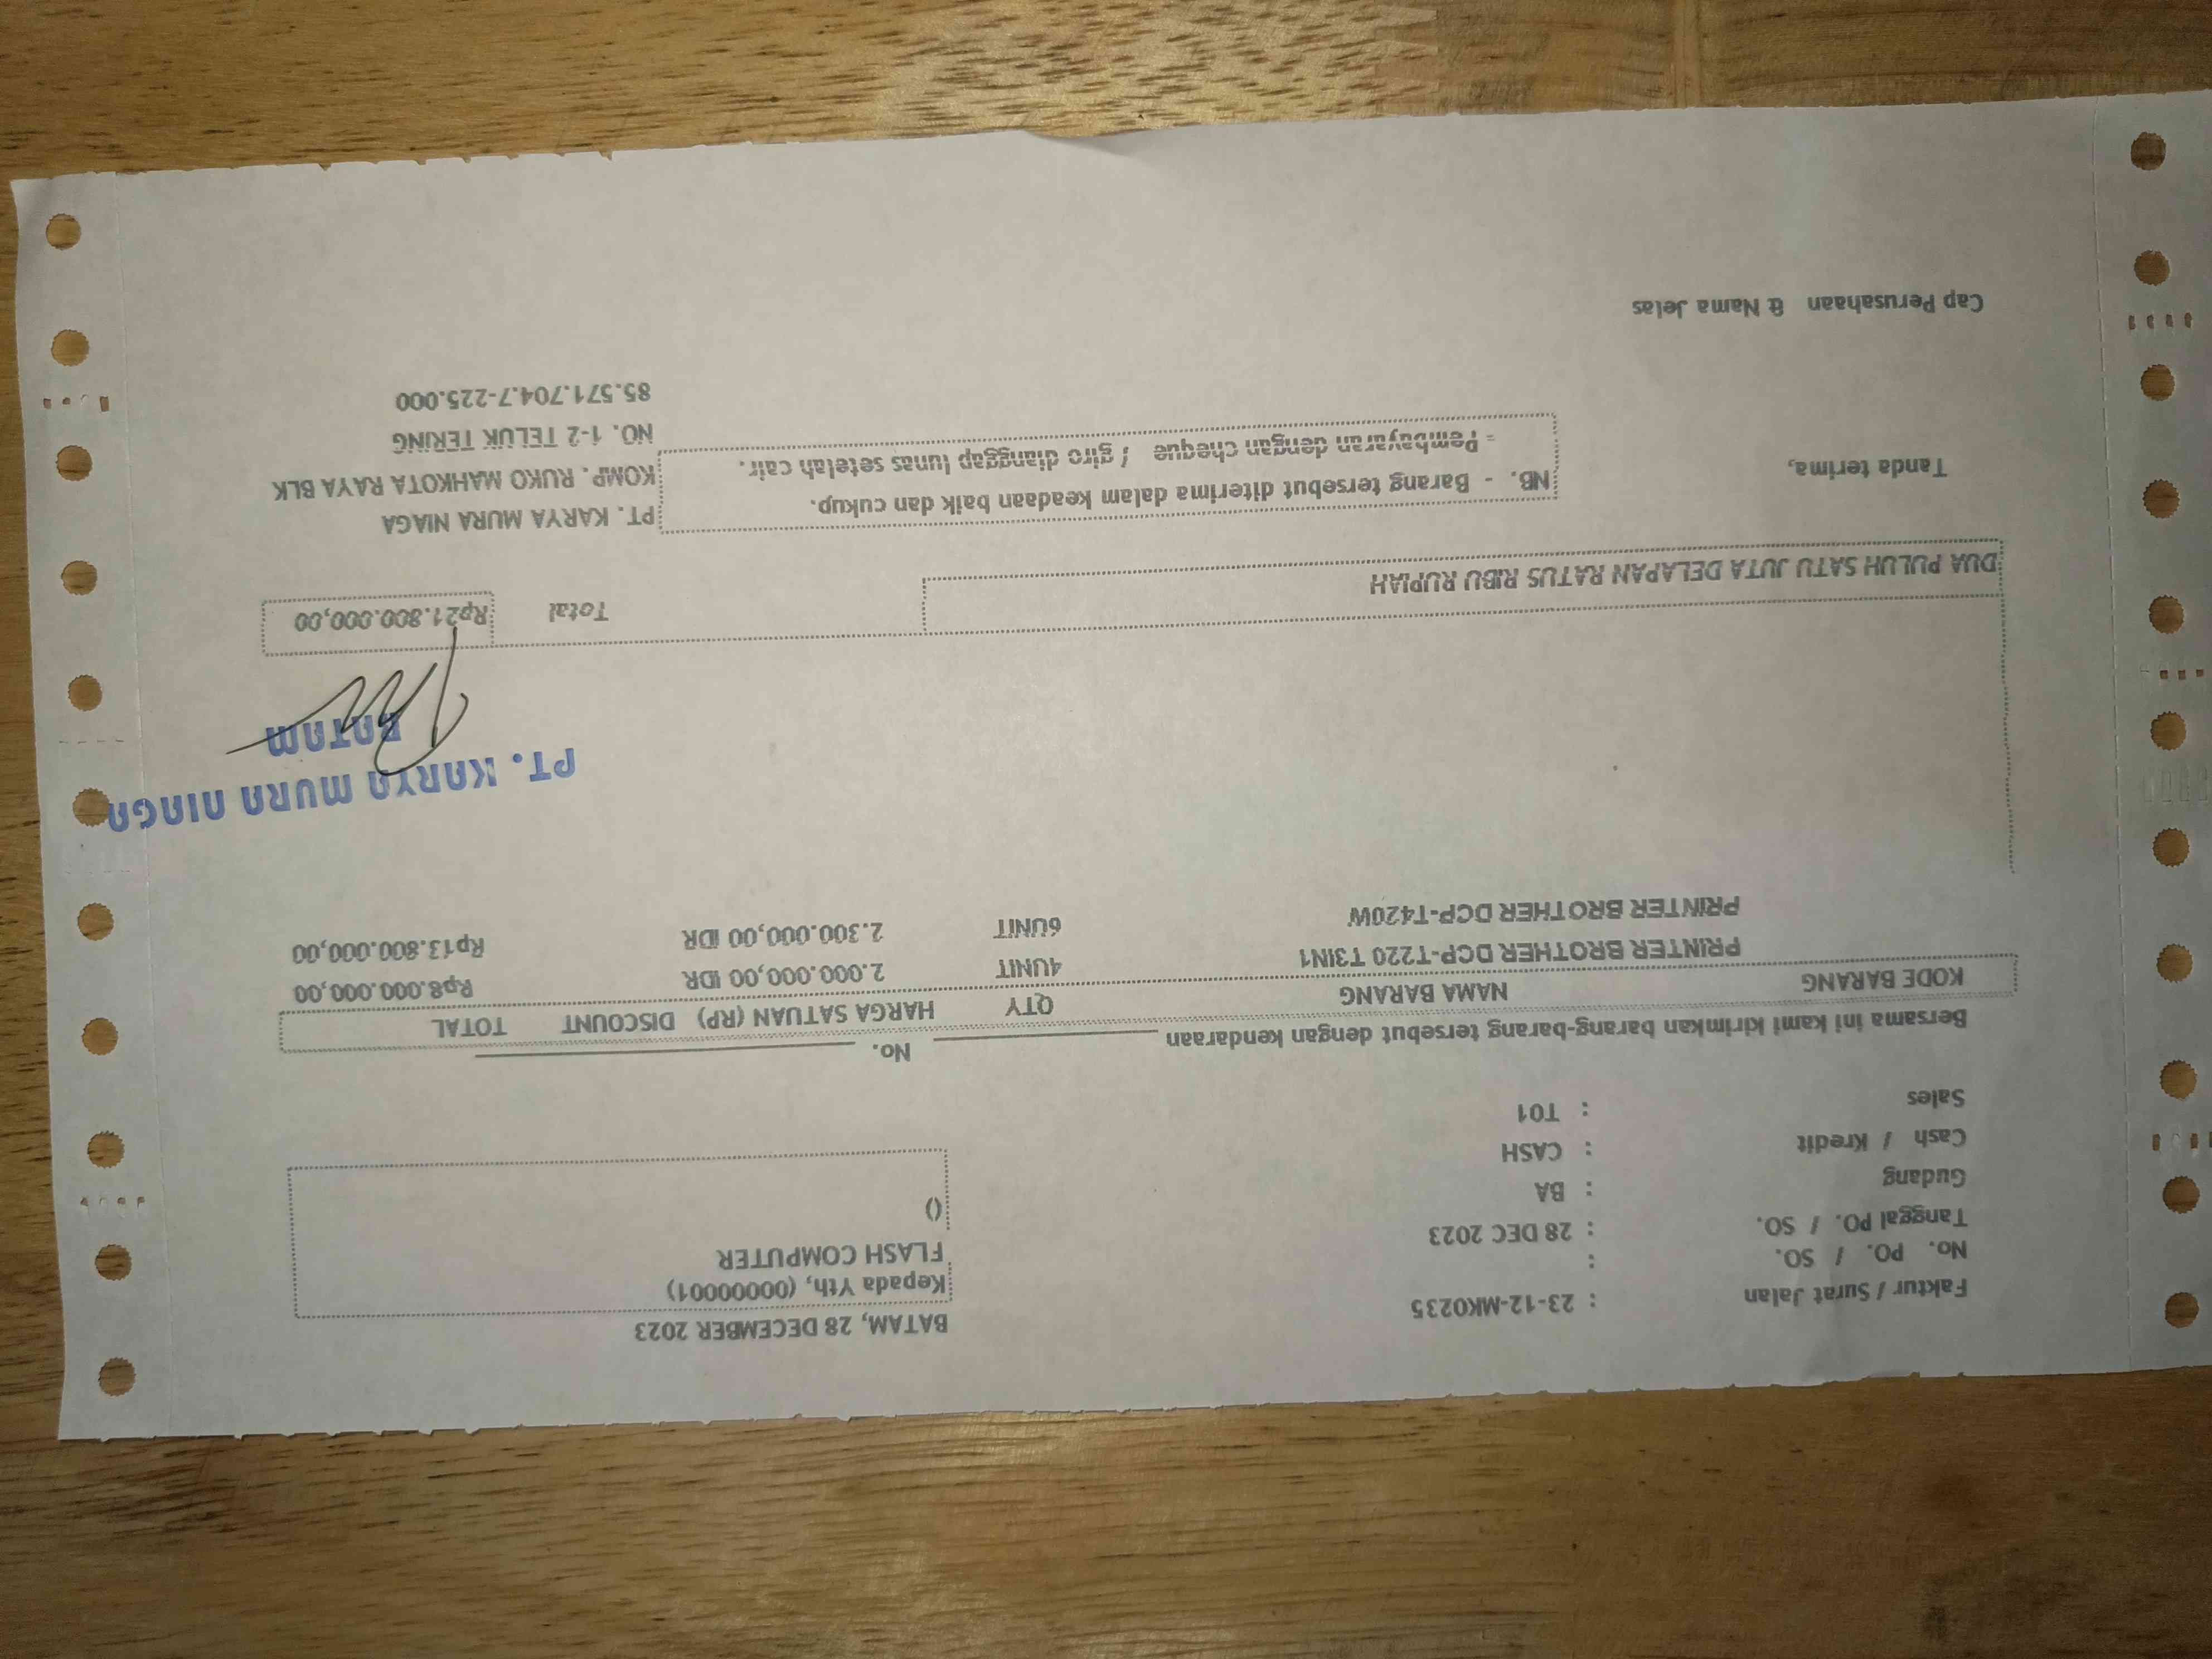 BATAM, 28 DECEMBER 2023
Faktur / Surat Jalan : 23-12-MK0235
Kepada Yth, (00000001)
No. PO. / SO. :
FLASH COMPUTER
Tanggal PO. / SO. : 28 DEC 2023
()
Gudang : BA
Cash / Kredit : CASH
Sales : T01
Bersama ini kami kirimkan barang-barang tersebut dengan kendaraan No.
KODE BARANG NAMA BARANG QTY HARGA SATUAN (RP) DISCOUNT TOTAL
PRINTER BROTHER DCP-T220 T3IN1 4UNIT 2.000.000,00 IDR Rp8.000.000,00
PRINTER BROTHER DCP-T420W 6UNIT 2.300.000,00 IDR Rp13.800.000,00
PT. KARYA MURA NIAGA
BATAM
DUA PULUH SATU JUTA DELAPAN RATUS RIBU RUPIAH Total Rp21.800.000,00
Tanda terima,
NB. - Barang tersebut diterima dalam keadaan baik dan cukup.
- Pembayaran dengan cheque / giro dianggap lunas setelah cair.
PT. KARYA MURA NIAGA
KOMP. RUKO MAHKOTA RAYA BLK
NO. 1-2 TELUK TERING
85.571.704.7-225.000
Cap Perusahaan & Nama Jelas